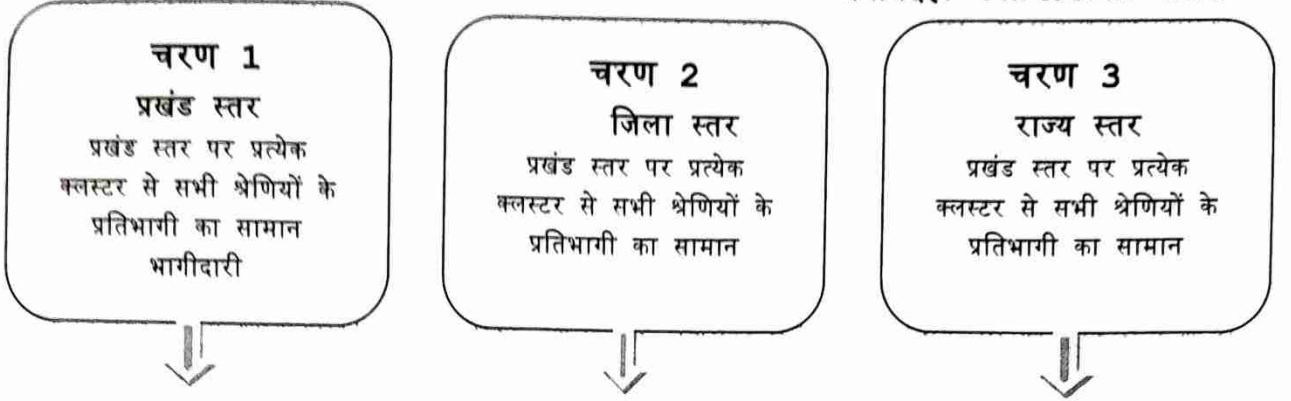 चरण 1
प्रखंड स्तर
प्रखंड स्तर पर प्रत्येक
क्लस्टर से सभी श्रेणियों के
प्रतिभागी का सामान
भागीदारी
चरण 2
जिला स्तर
प्रखंड स्तर पर प्रत्येक
क्लस्टर से सभी श्रेणियों के
प्रतिभागी का सामान
चरण 3
राज्य स्तर
प्रखंड स्तर पर प्रत्येक
क्लस्टर से सभी श्रेणियों के
प्रतिभागी का सामान